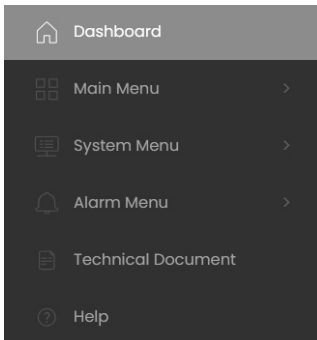 Dashboard
Main Menu
System Menu
Alarm Menu
Technical Document
Help